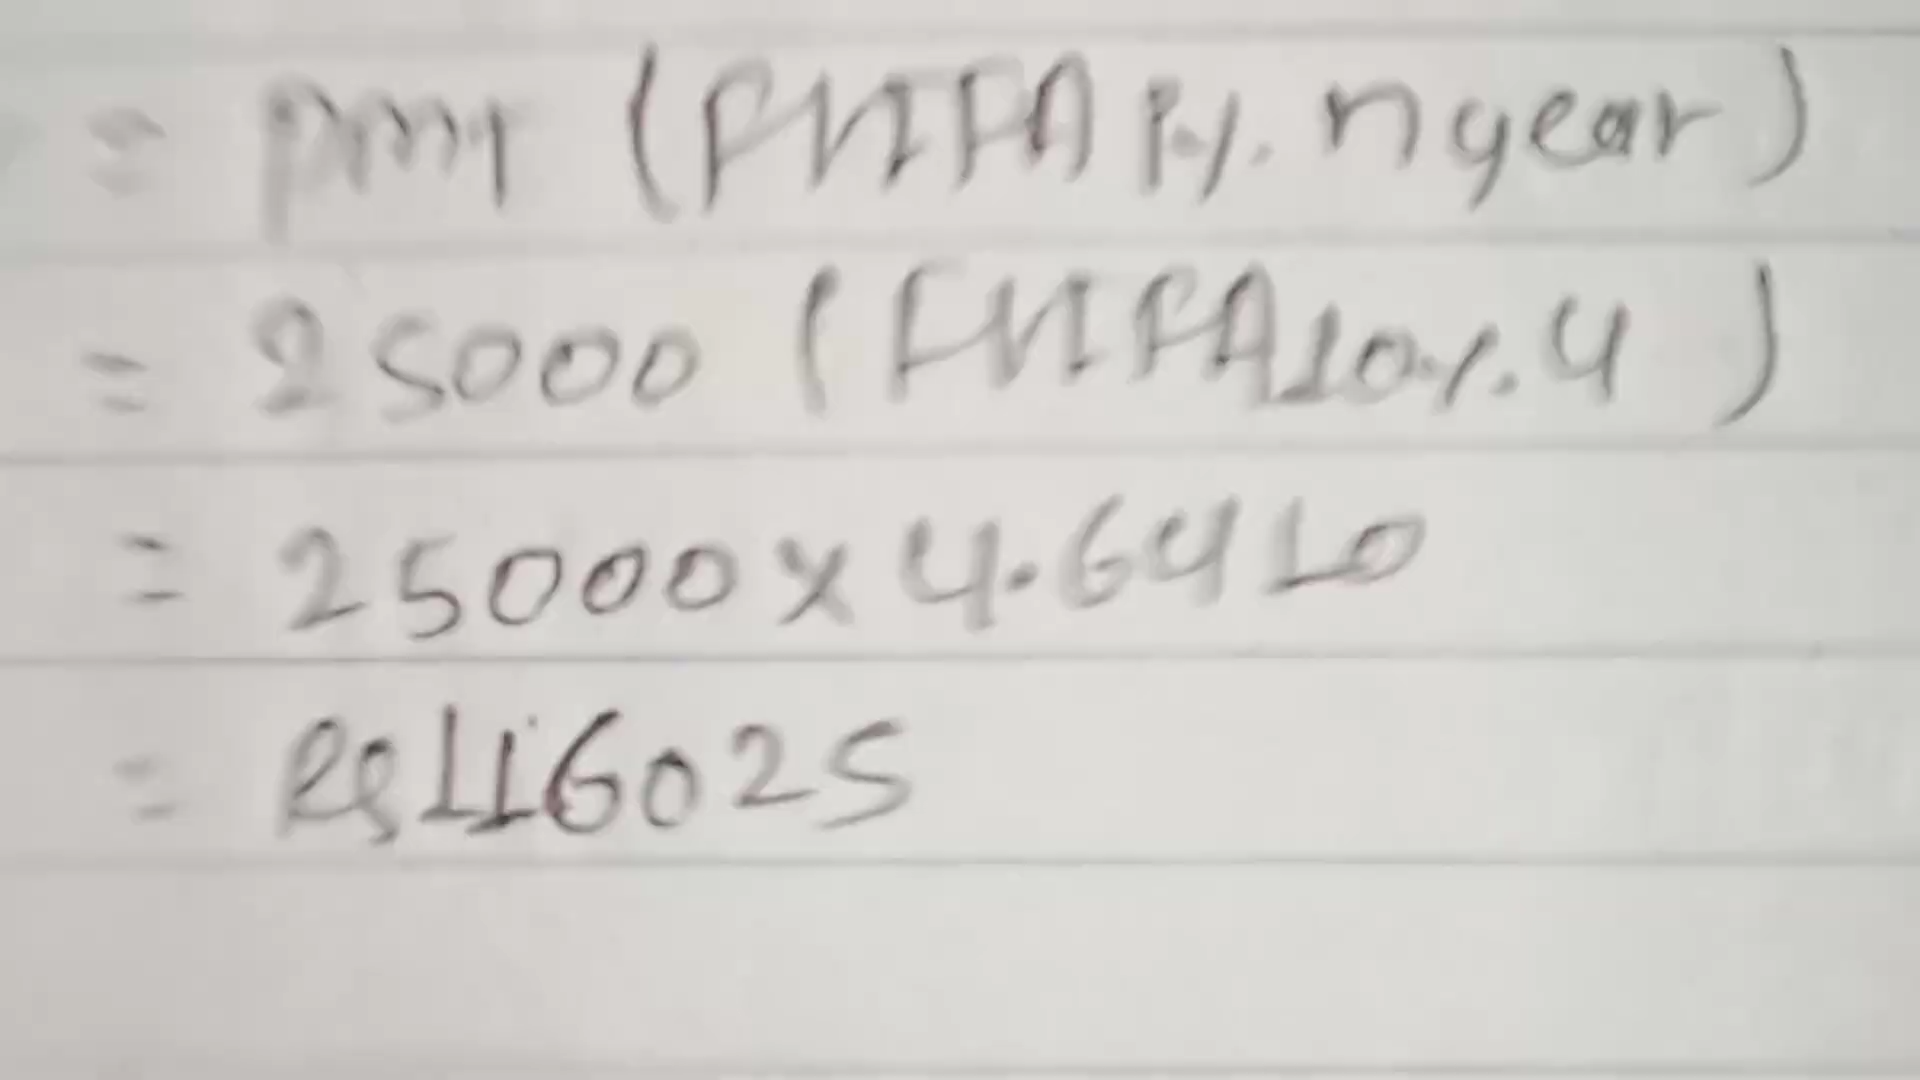 = pmt (FVIFA i%. n year)
= 25000 (FVIFA 10%. 4 )
= 25000 x 4.6410
= Rs 116025